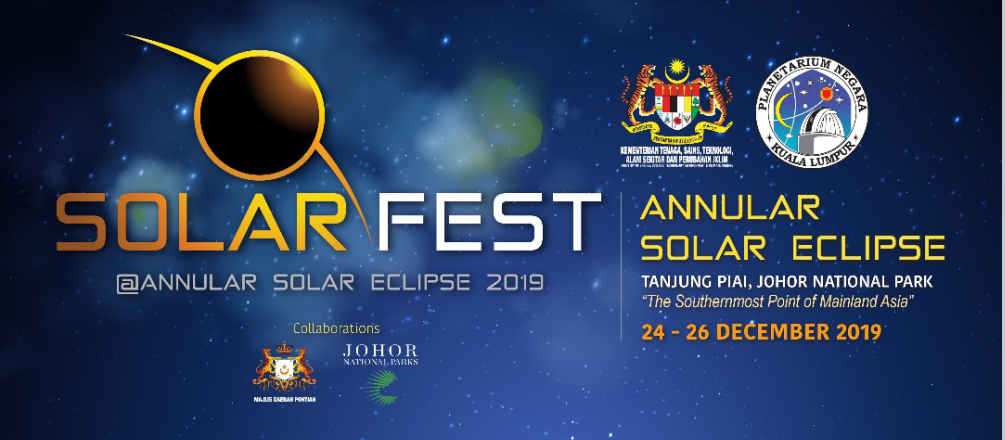 SOLAR FEST
@ANNULAR SOLAR ECLIPSE 2019
Collaborations
MAJLIS DAERAH PONTIAN
JOHOR
NATIONAL PARKS
KEMENTERIAN TENAGA, SAINS, TEKNOLOGI,
ALAM SEKITAR DAN PERUBAHAN IKLIM
PLANETARIUM NEGARA
KUALA LUMPUR
ANNULAR
SOLAR ECLIPSE
TANJUNG PIAI, JOHOR NATIONAL PARK
"The Southernmost Point of Mainland Asia"
24 - 26 DECEMBER 2019